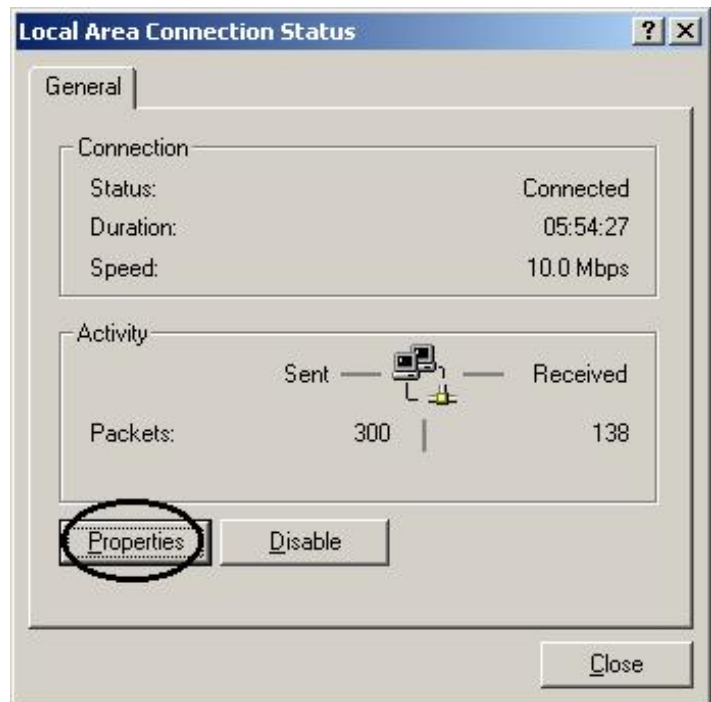 Local Area Connection Status
? X
General
Connection
Status: Connected
Duration: 05:54:27
Speed: 10.0 Mbps
Activity
Sent Received
Packets: 300 138
Properties Disable
Close